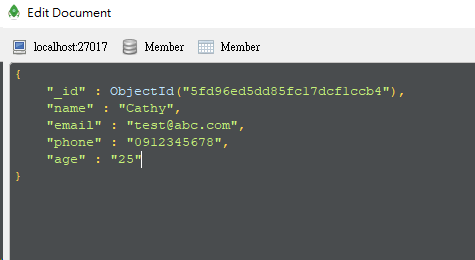 Edit Document
localhost:27017 Member Member
{
    "_id" : ObjectId("5fd96ed5dd85fc17dcf1ccb4"),
    "name" : "Cathy",
    "email" : "test@abc.com",
    "phone" : "0912345678",
    "age" : "25"
}